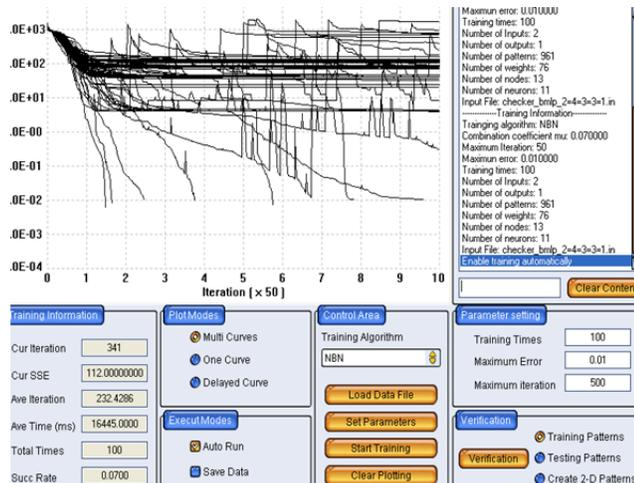 .0E+03
.0E+02
.0E+01
.0E-00
.0E-01
.0E-02
.0E-03
.0E-04
0 1 2 3 4 5 6 7 8 9 10
Iteration ( x 50 )
Maximun error: 0.010000
Training times: 100
Number of Inputs: 2
Number of outputs: 1
Number of patterns: 961
Number of weights: 76
Number of nodes: 13
Number of neurons: 11
Input File: checker_bmlp_2=4=3=3=1.in
--------------Training Information--------------
Trainging algorithm: NBN
Combination coefficient mu: 0.070000
Maximum Iteration: 50
Maximun error: 0.010000
Training times: 100
Number of Inputs: 2
Number of outputs: 1
Number of patterns: 961
Number of weights: 76
Number of nodes: 13
Number of neurons: 11
Input File: checker_bmlp_2=4=3=3=1.in
Enable training automatically
Clear Conten
Training Information
Cur Iteration 341
Cur SSE 112.00000000
Ave Iteration 232.4286
Ave Time (ms) 16445.0000
Total Times 100
Succ Rate 0.0700
Plot Modes
Multi Curves
One Curve
Delayed Curve
Execut Modes
Auto Run
Save Data
Control Area
Training Algorithm
NBN
Load Data File
Set Parameters
Start Training
Clear Plotting
Parameter setting
Training Times 100
Maximum Error 0.01
Maximum iteration 500
Verification
Verification
Training Patterns
Testing Patterns
Create 2-D Patterns